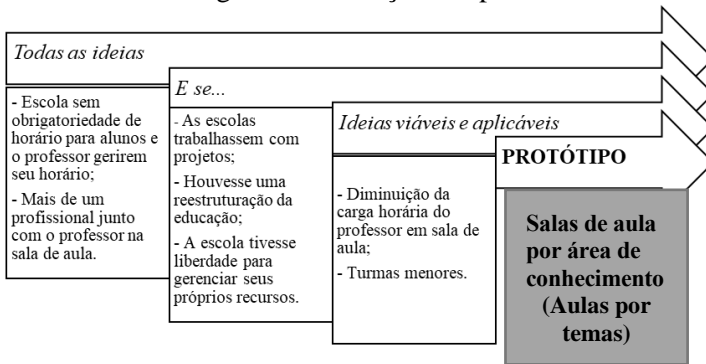 Todas as ideias
- Escola sem
obrigatoriedade de
horário para alunos e
o professor gerirem
seu horário;
- Mais de um
profissional junto
com o professor na
sala de aula.
E se...
- As escolas
trabalhassem com
projetos;
- Houvesse uma
reestruturação da
educação;
- A escola tivesse
liberdade para
gerenciar seus
próprios recursos.
Ideias viáveis e aplicáveis
- Diminuição da
carga horária do
professor em sala de
aula;
- Turmas menores.
PROTÓTIPO
Salas de aula
por área de
conhecimento
(Aulas por
temas)